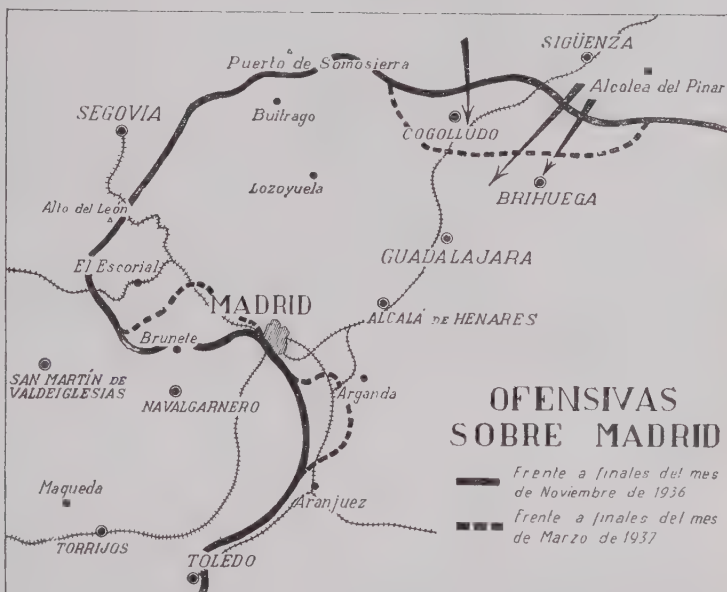 SIGÜENZA
Puerto de Somosierra
Alcolea del Pinar
SEGOVIA
Buitrago
COGOLLUDO
Lozoyuela
BRIHUEGA
Alto del León
GUADALAJARA
El Escorial
MADRID
ALCALÁ DE HENARES
Brunete
SAN MARTÍN DE
VALDEIGLESIAS
NAVALGARNERO
Arganda
OFENSIVAS
SOBRE MADRID
Frente a finales del mes
de Noviembre de 1936
Frente a finales del mes
de Marzo de 1937
Maqueda
Aranjuez
TORRIJOS
TOLEDO